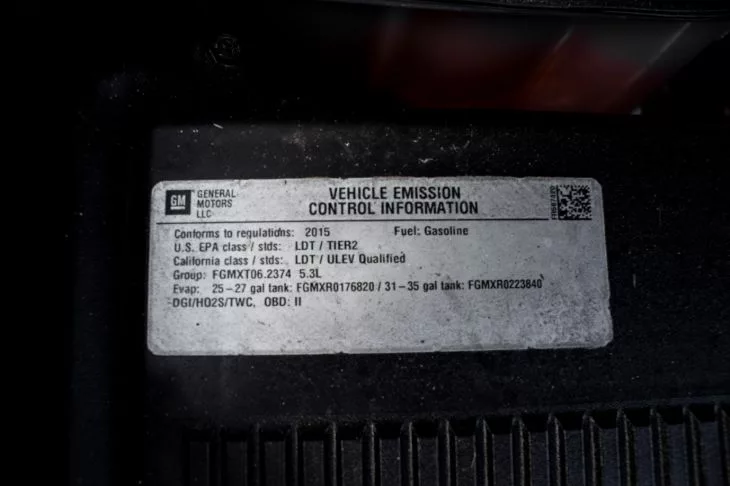 GM
GENERAL
MOTORS
LLC
VEHICLE EMISSION
CONTROL INFORMATION
Conforms to regulations: 2015 Fuel: Gasoline
U.S. EPA class / stds: LDT / TIER2
California class / stds: LDT / ULEV Qualified
Group: FGMXT06.2374 5.3L
Evap: 25-27 gal tank: FGMXR0176820 / 31-35 gal tank: FGMXR0223840
DGI/HO2S/TWC, OBD: II